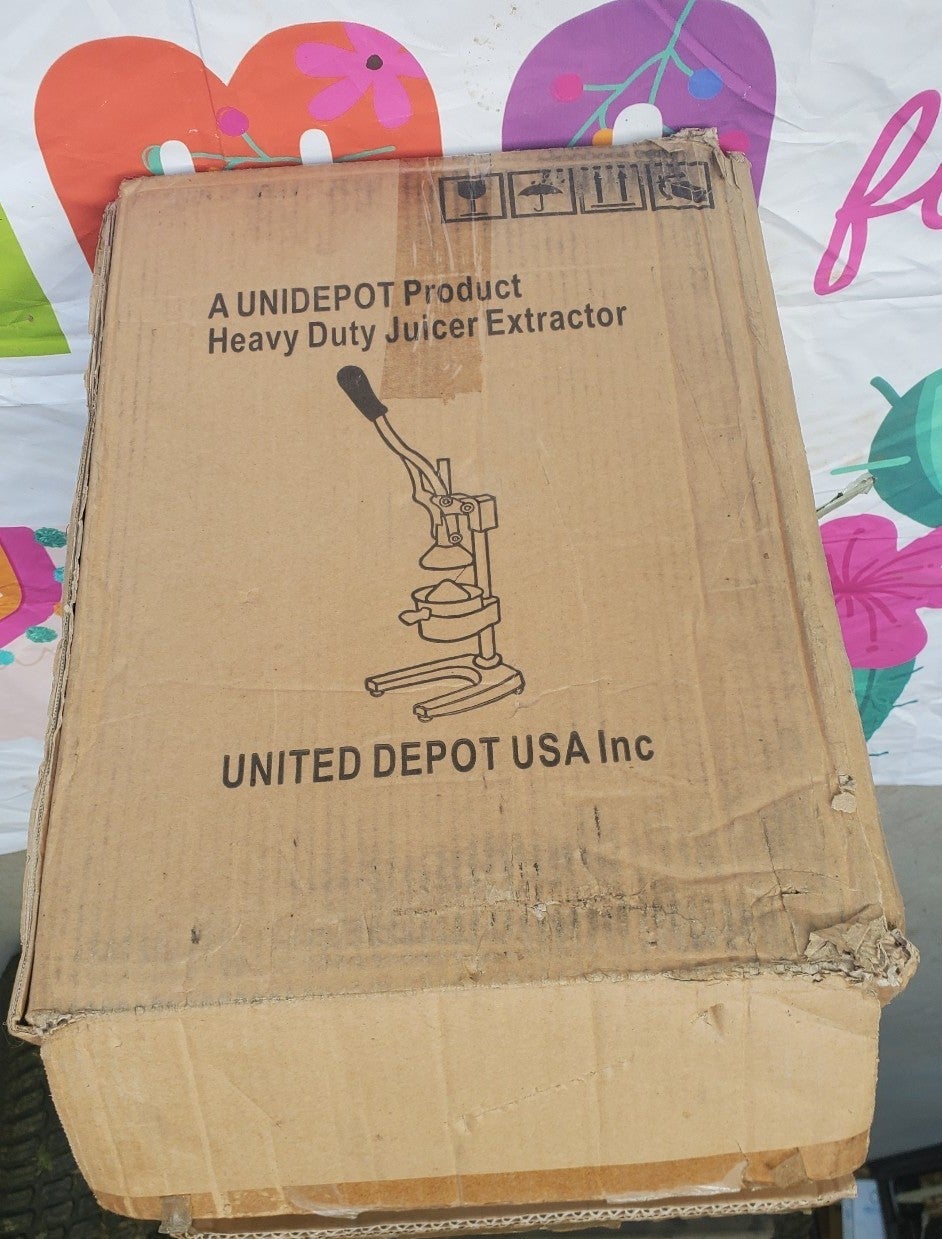 A UNIDEPOT Product
Heavy Duty Juicer Extractor
UNITED DEPOT USA Inc